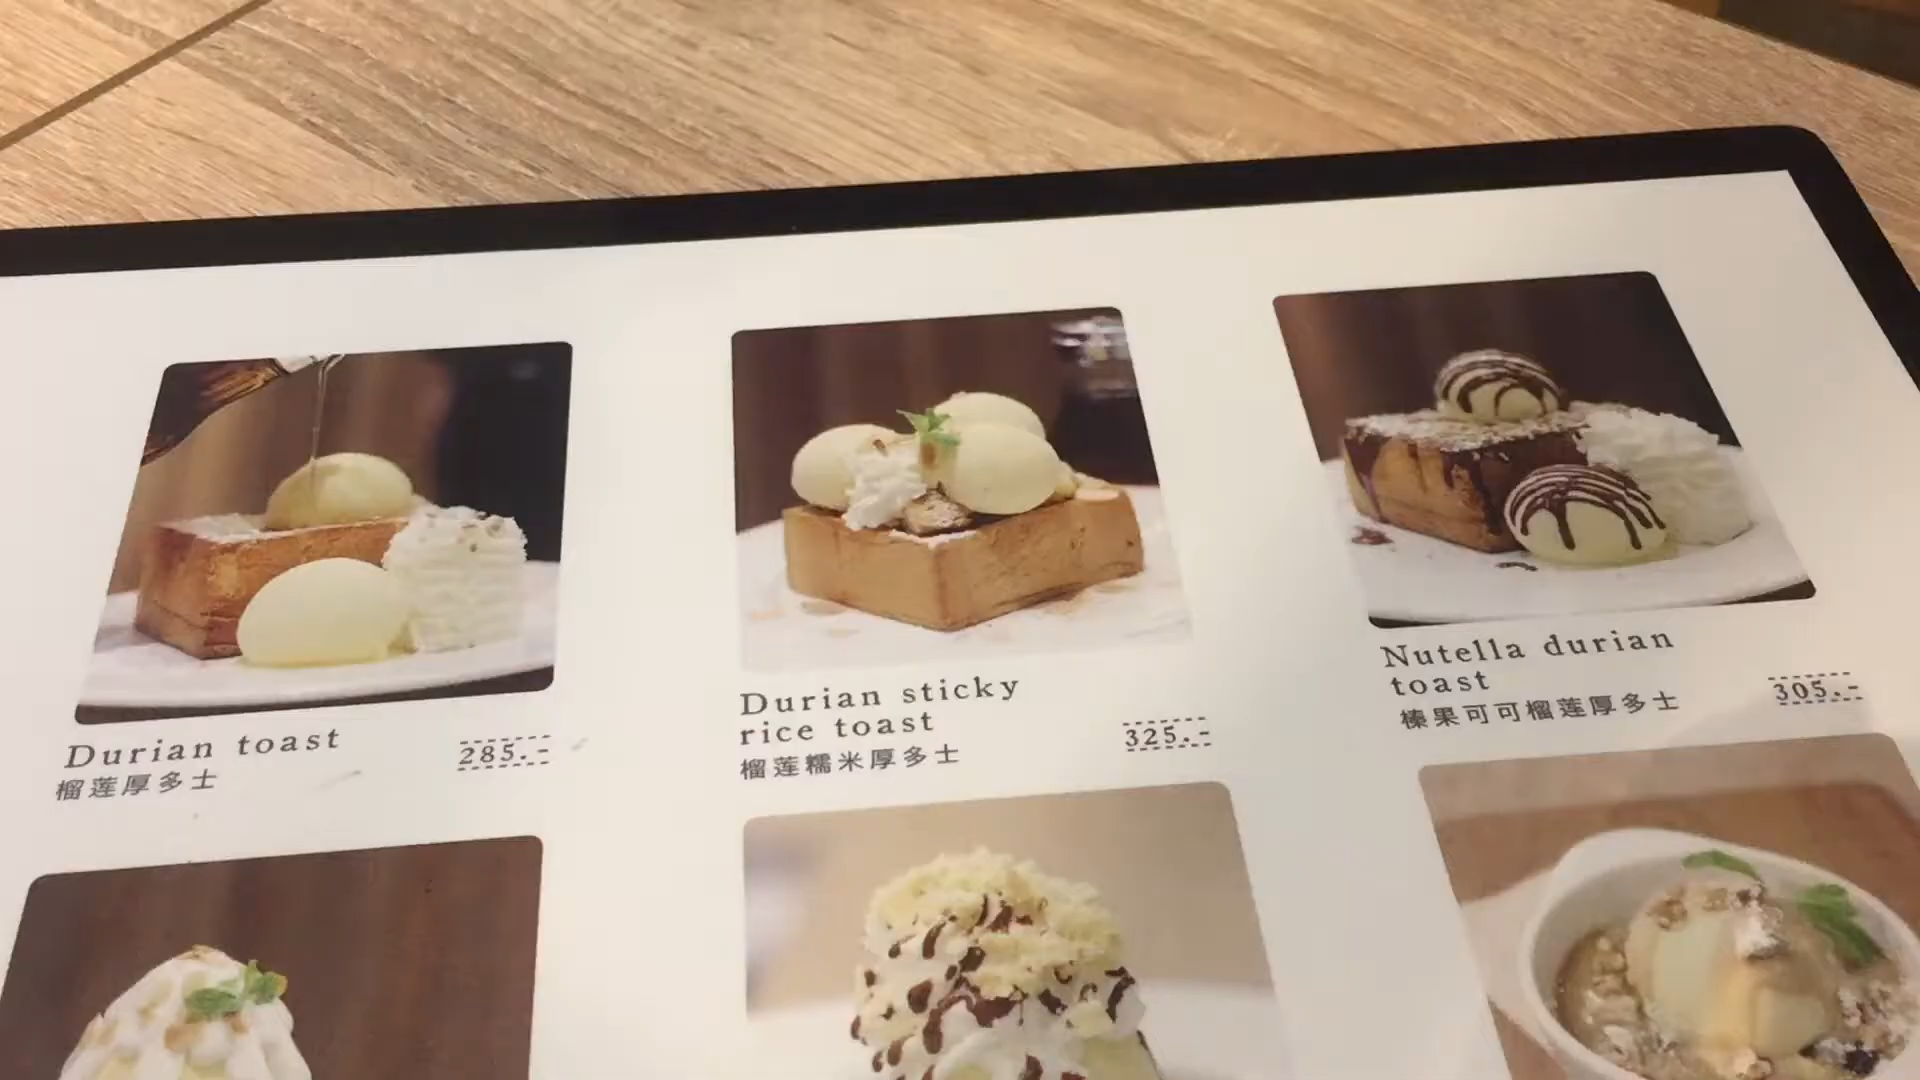 Durian toast
榴莲厚多士
285.-
Durian sticky
rice toast
榴莲糯米厚多士
325.-
Nutella durian
toast
榛果可可榴莲厚多士
305.-